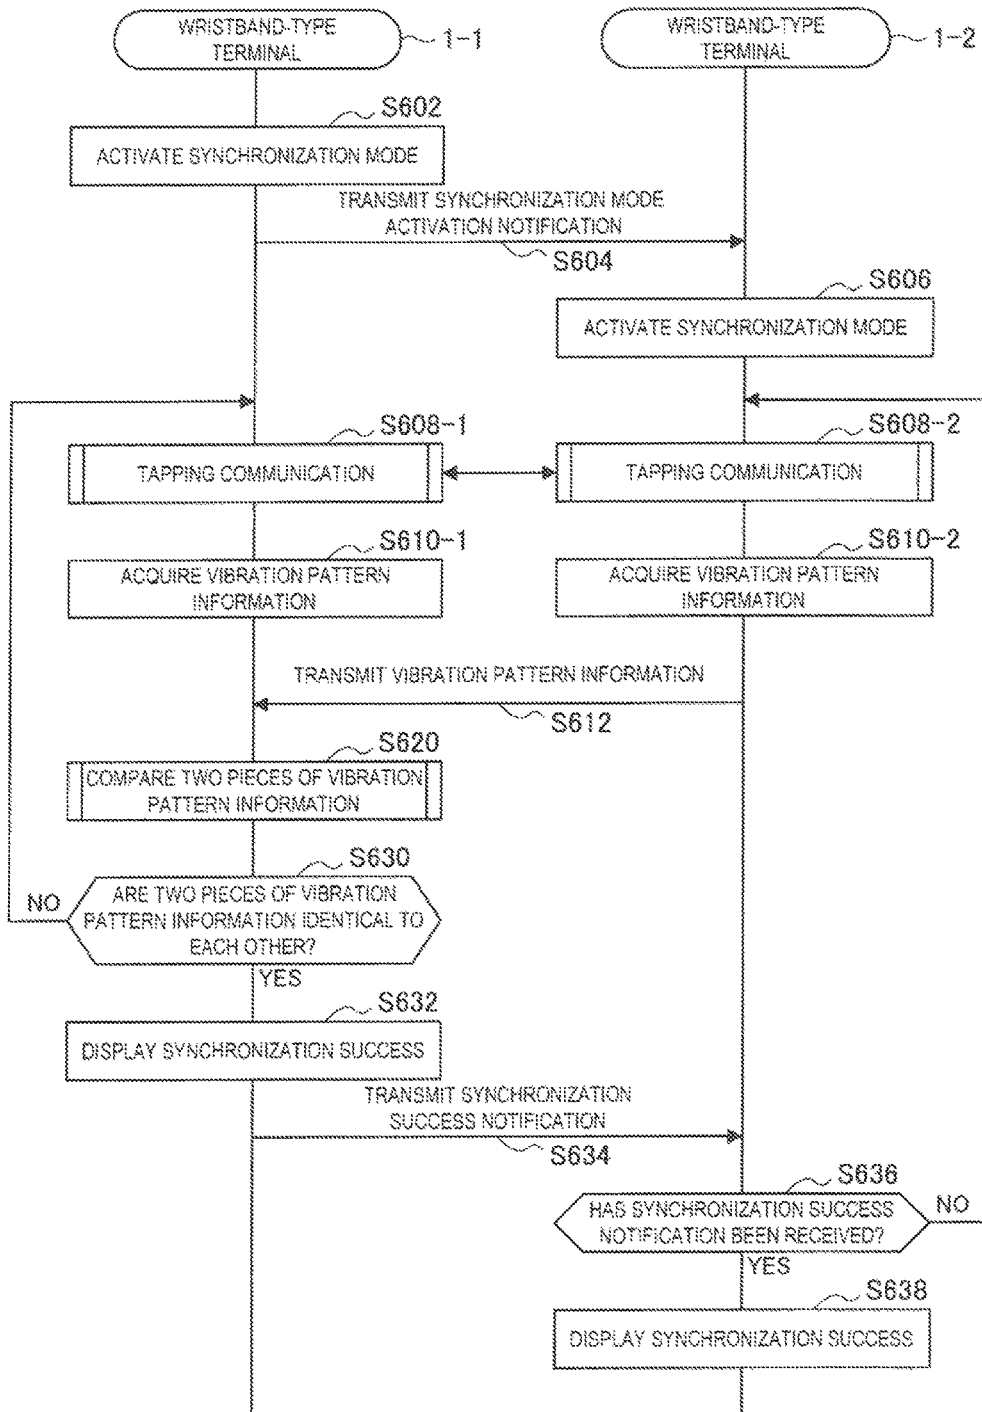 WRISTBAND-TYPE
TERMINAL
1-1
WRISTBAND-TYPE
TERMINAL
1-2
S602
ACTIVATE SYNCHRONIZATION MODE
TRANSMIT SYNCHRONIZATION MODE
ACTIVATION NOTIFICATION
S604
S606
ACTIVATE SYNCHRONIZATION MODE
S608-1
TAPPING COMMUNICATION
S608-2
TAPPING COMMUNICATION
S610-1
ACQUIRE VIBRATION PATTERN
INFORMATION
S610-2
ACQUIRE VIBRATION PATTERN
INFORMATION
TRANSMIT VIBRATION PATTERN INFORMATION
S612
S620
COMPARE TWO PIECES OF VIBRATION
PATTERN INFORMATION
S630
NO
ARE TWO PIECES OF VIBRATION
PATTERN INFORMATION IDENTICAL TO
EACH OTHER?
YES
S632
DISPLAY SYNCHRONIZATION SUCCESS
TRANSMIT SYNCHRONIZATION
SUCCESS NOTIFICATION
S634
S636
HAS SYNCHRONIZATION SUCCESS
NOTIFICATION BEEN RECEIVED?
NO
YES
S638
DISPLAY SYNCHRONIZATION SUCCESS